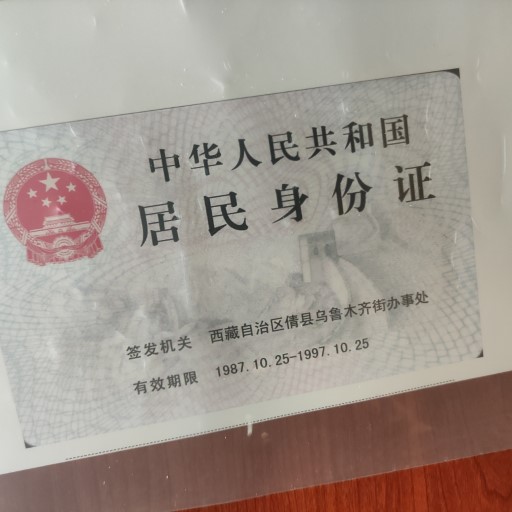 中华人民共和国
居民身份证
签发机关 西藏自治区倩县乌鲁木齐街办事处
有效期限 1987.10.25-1997.10.25